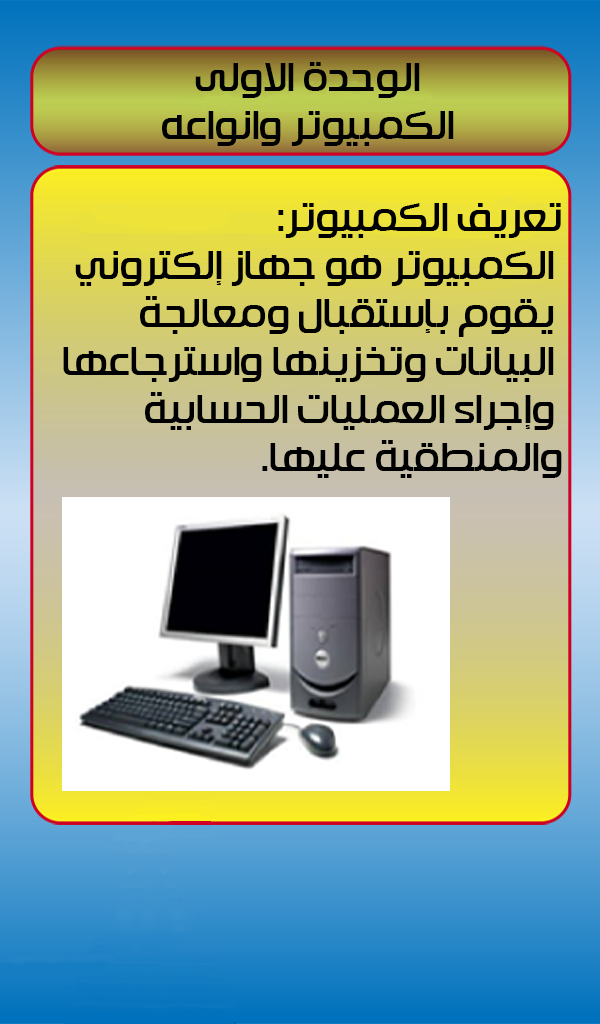 الوحدة الاولى
الكمبيوتر وانواعه
تعريف الكمبيوتر:
الكمبيوتر هو جهاز إلكتروني
يقوم بإستقبال ومعالجة
البيانات وتخزينها واسترجاعها
وإجراء العمليات الحسابية
والمنطقية عليها.